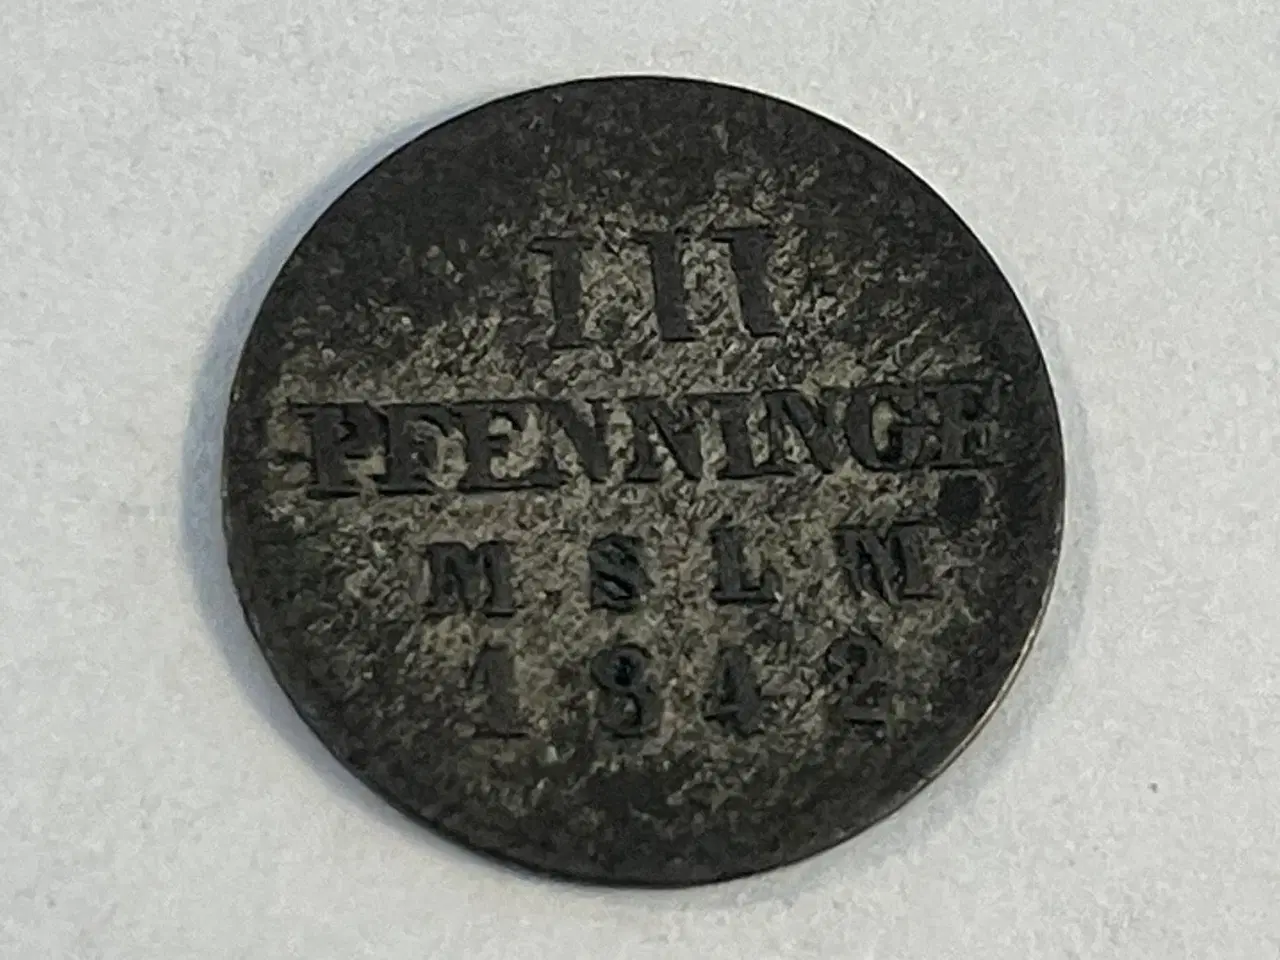 III
PFENNINGE
M S L M
1842